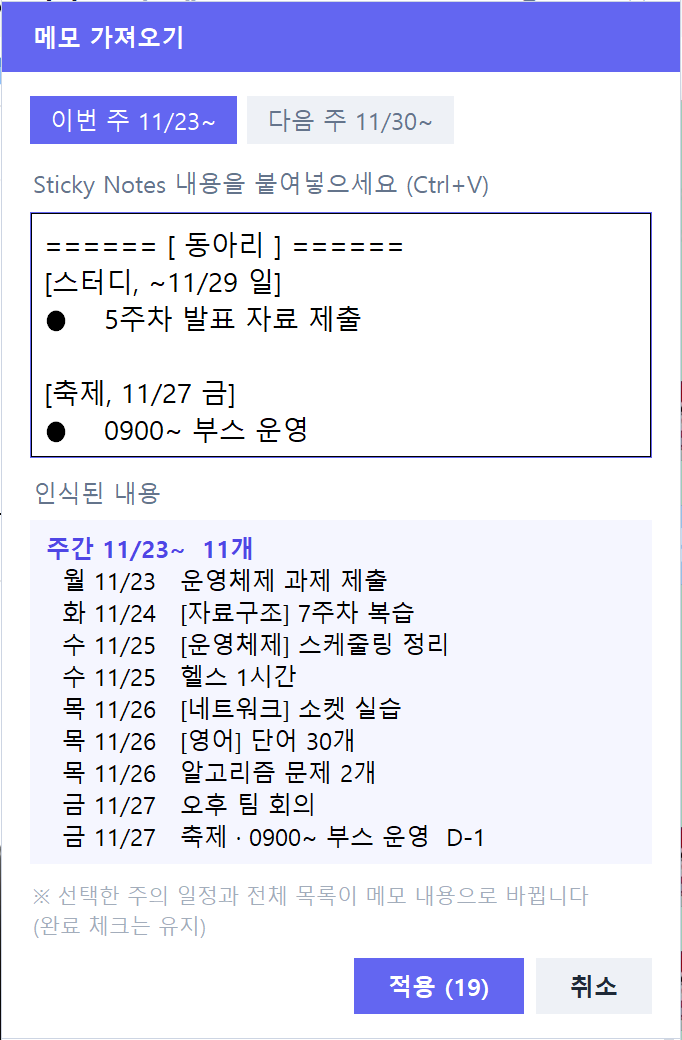 메모 가져오기
이번 주 11/23~ 다음 주 11/30~
Sticky Notes 내용을 붙여넣으세요 (Ctrl+V)
====== [ 동아리 ] ======
[스터디, ~11/29 일]
● 5주차 발표 자료 제출
[축제, 11/27 금]
● 0900~ 부스 운영
인식된 내용
주간 11/23~ 11개
월 11/23 운영체제 과제 제출
화 11/24 [자료구조] 7주차 복습
수 11/25 [운영체제] 스케줄링 정리
수 11/25 헬스 1시간
목 11/26 [네트워크] 소켓 실습
목 11/26 [영어] 단어 30개
목 11/26 알고리즘 문제 2개
금 11/27 오후 팀 회의
금 11/27 축제 · 0900~ 부스 운영 D-1
※ 선택한 주의 일정과 전체 목록이 메모 내용으로 바뀝니다
(완료 체크는 유지)
적용 (19) 취소